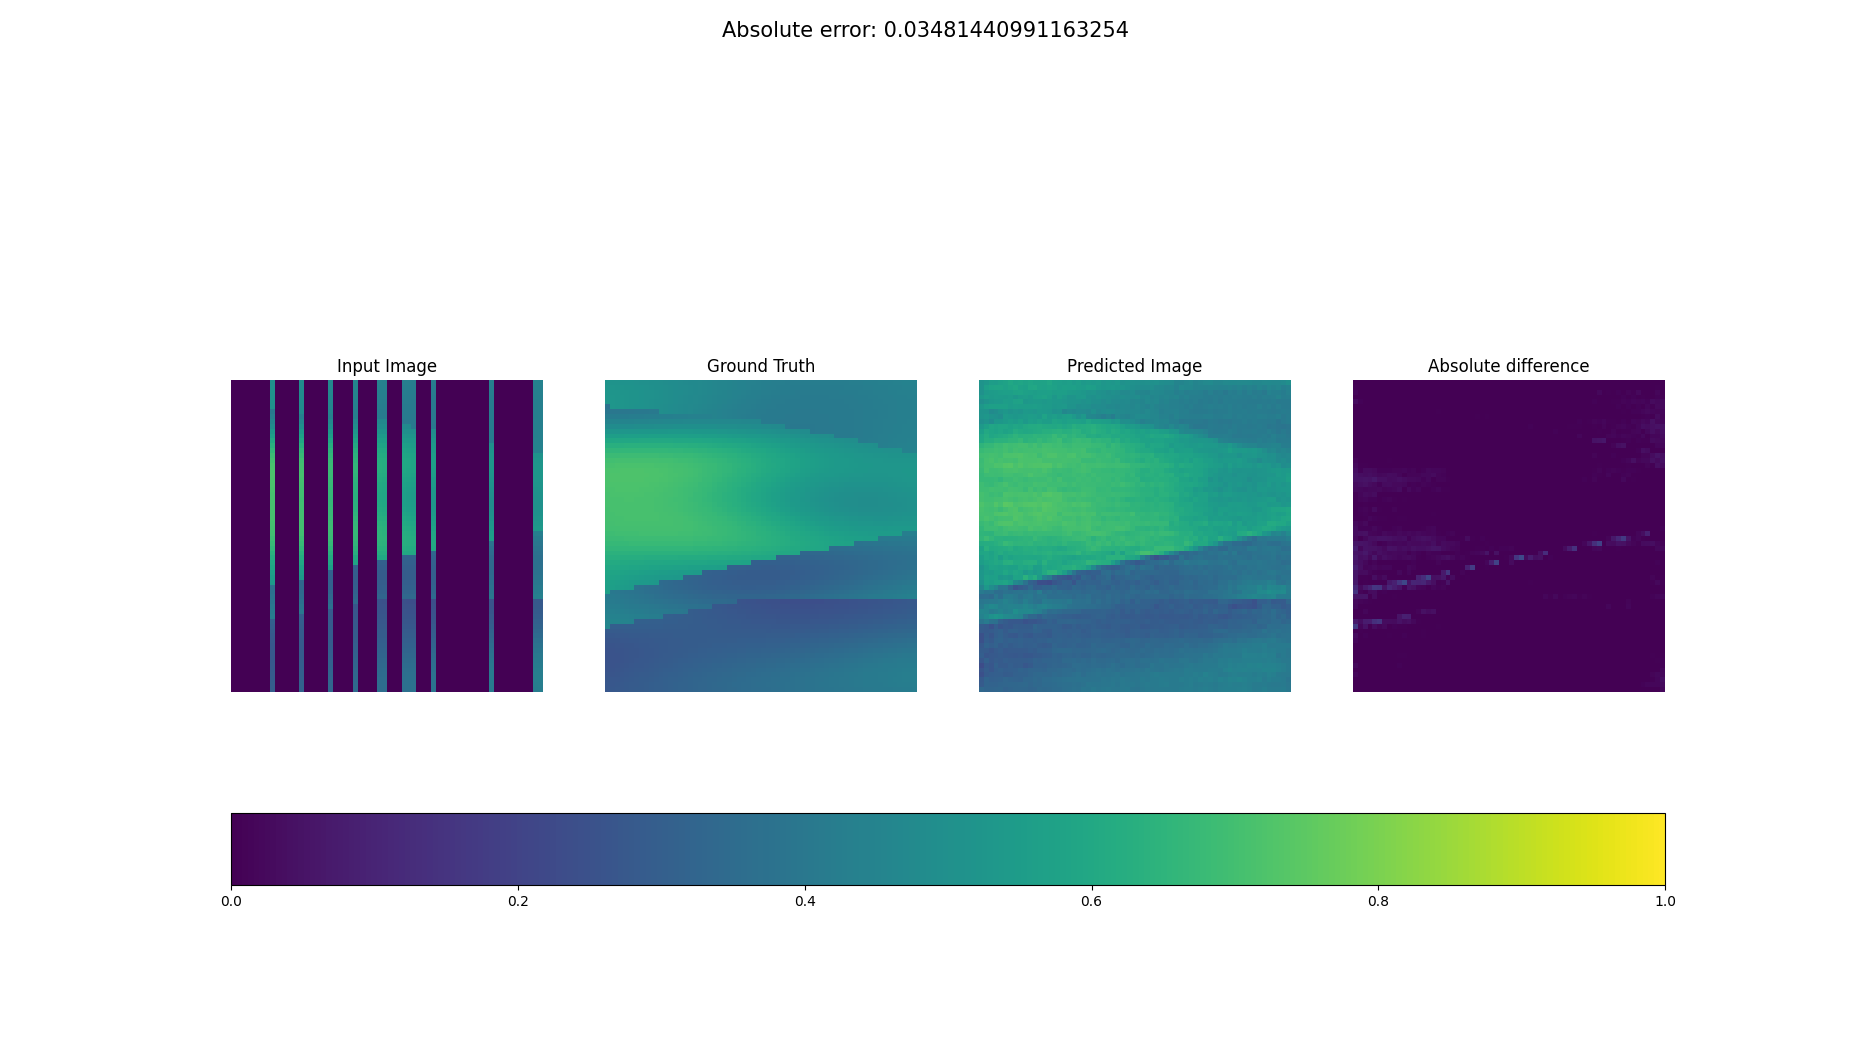 Absolute error: 0.03481440991163254
Input Image
Ground Truth
Predicted Image
Absolute difference
0.0
0.2
0.4
0.6
0.8
1.0